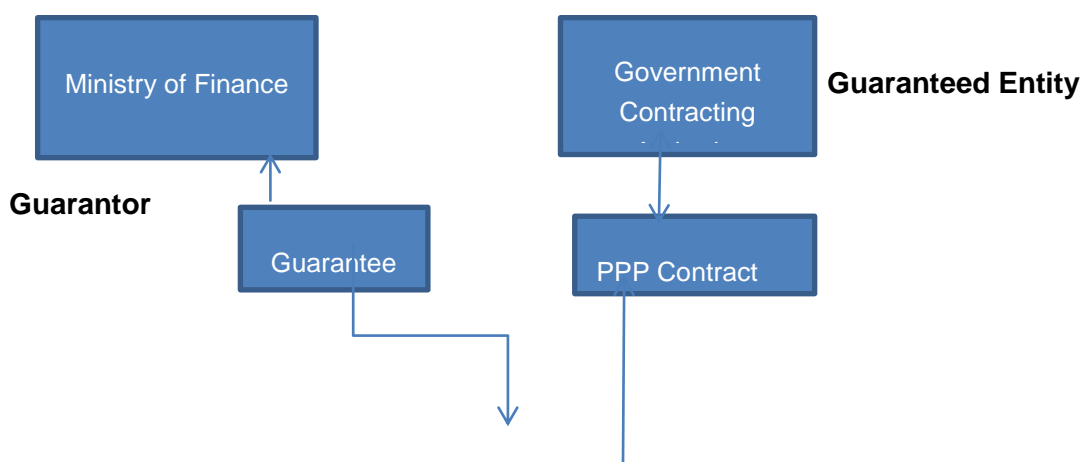 Ministry of Finance
Government
Contracting
Guaranteed Entity
Guarantor
Guarantee
PPP Contract